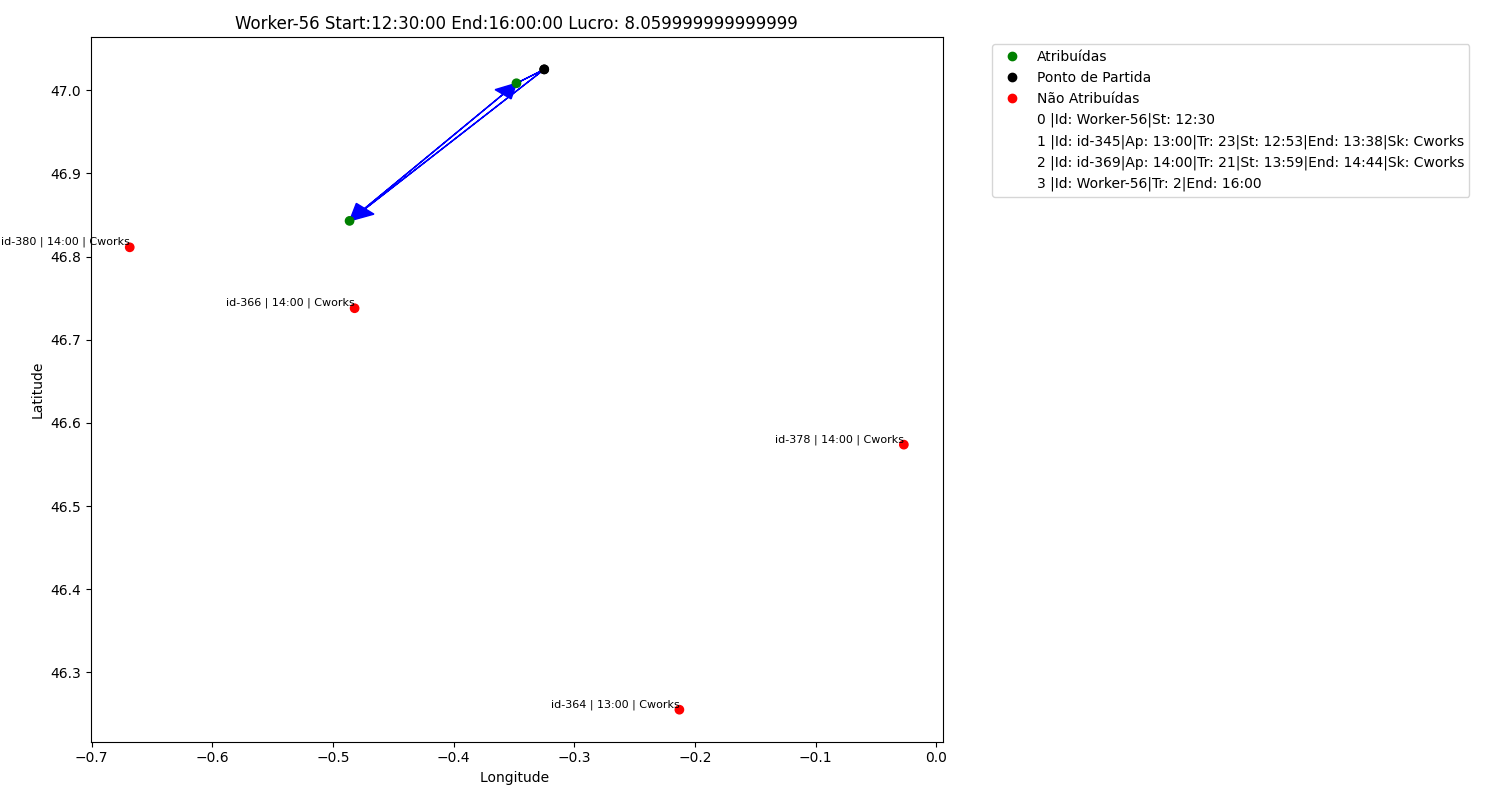 Worker-56 Start:12:30:00 End:16:00:00 Lucro: 8.059999999999999
Atribuídas
Ponto de Partida
Não Atribuídas
0 |Id: Worker-56|St: 12:30
1 |Id: id-345|Ap: 13:00|Tr: 23|St: 12:53|End: 13:38|Sk: Cworks
2 |Id: id-369|Ap: 14:00|Tr: 21|St: 13:59|End: 14:44|Sk: Cworks
3 |Id: Worker-56|Tr: 2|End: 16:00
47.0
46.9
46.8
46.7
46.6
46.5
46.4
46.3
Latitude
id-380 | 14:00 | Cworks
id-366 | 14:00 | Cworks
id-378 | 14:00 | Cworks
id-364 | 13:00 | Cworks
−0.7
−0.6
−0.5
−0.4
−0.3
−0.2
−0.1
0.0
Longitude